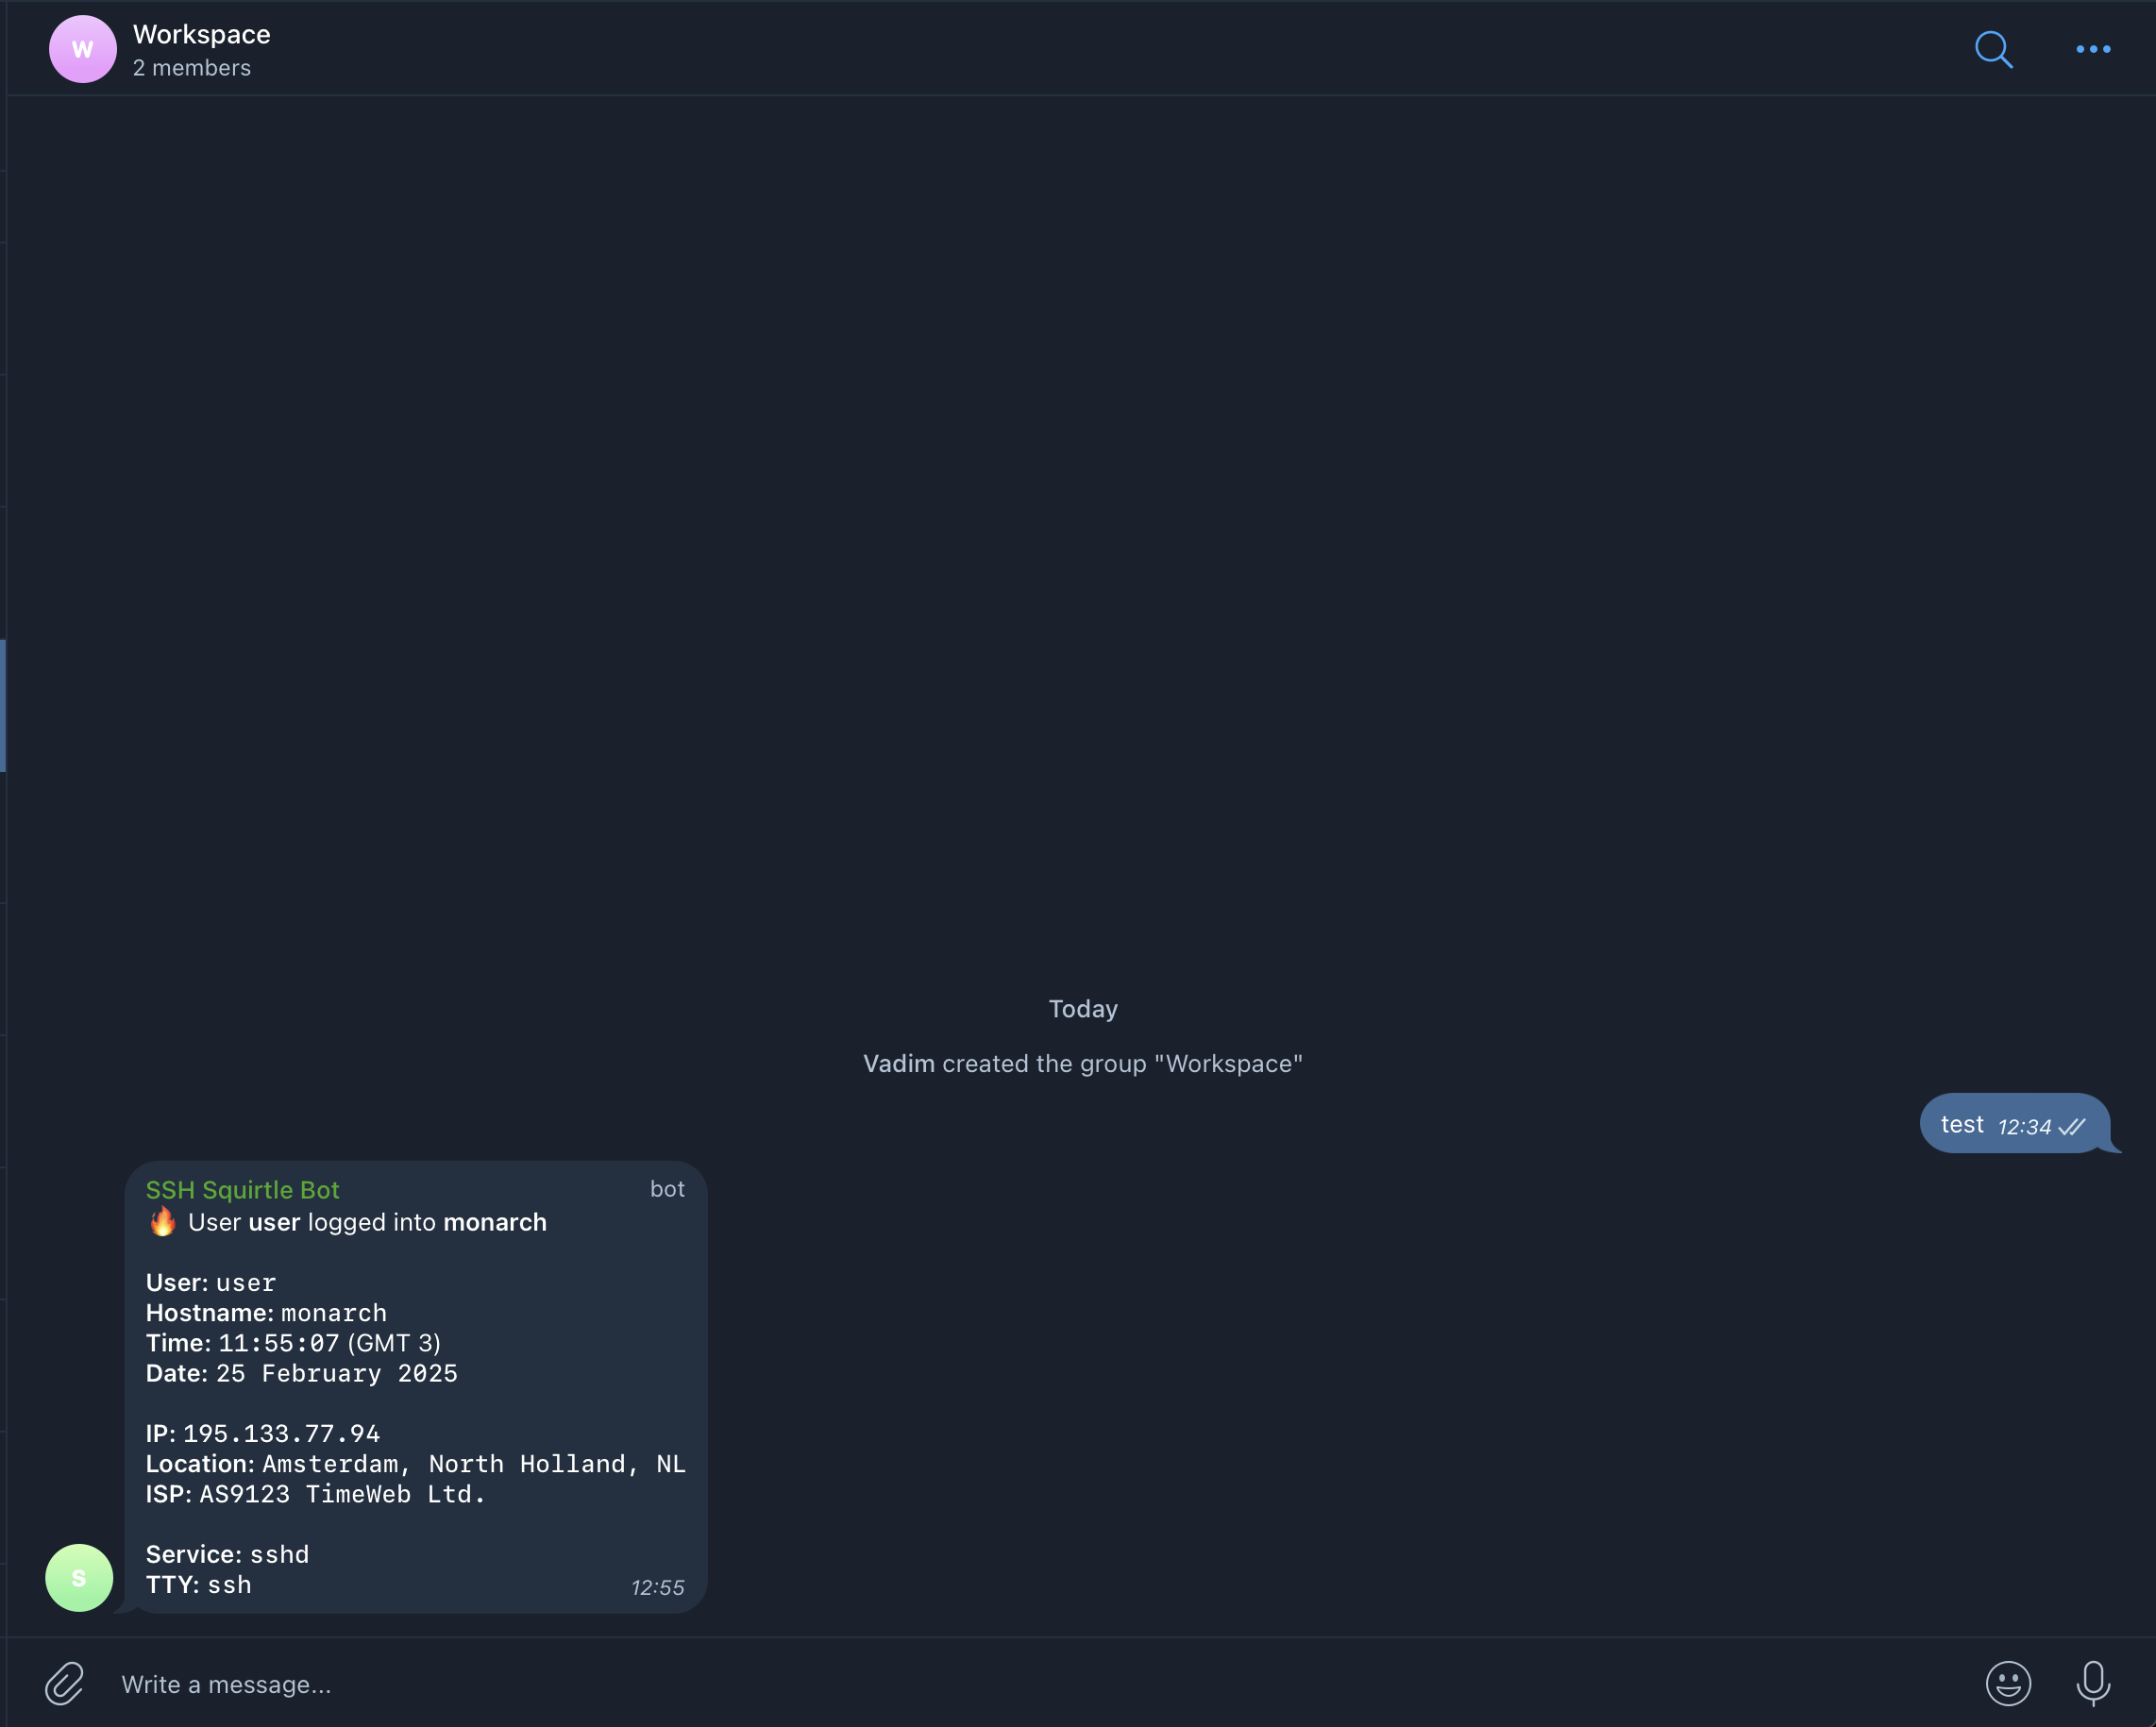 W
Workspace
2 members
Today
Vadim created the group "Workspace"
test 12:34
SSH Squirtle Bot bot
🔥 User user logged into monarch
User: user
Hostname: monarch
Time: 11:55:07 (GMT 3)
Date: 25 February 2025
IP: 195.133.77.94
Location: Amsterdam, North Holland, NL
ISP: AS9123 TimeWeb Ltd.
Service: sshd
TTY: ssh
12:55
S
Write a message...